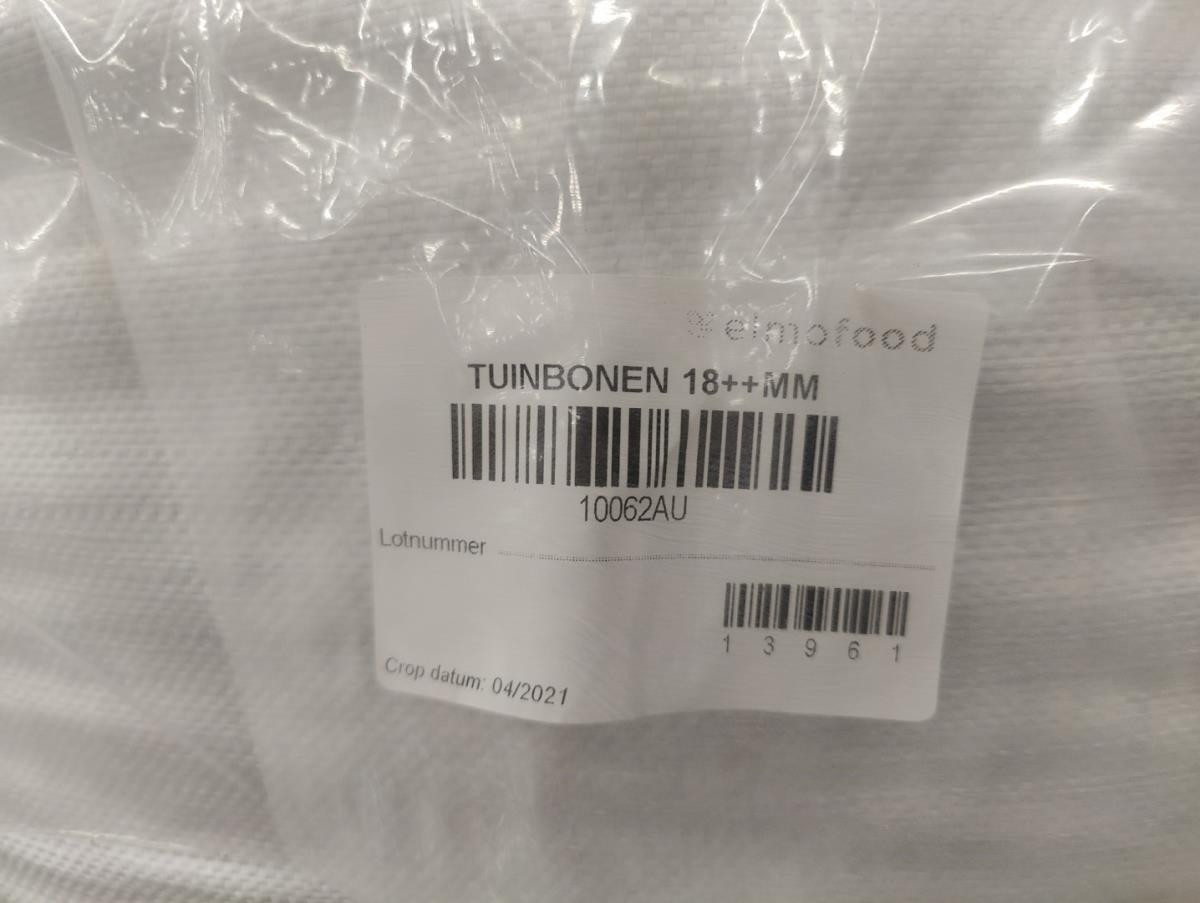 elmofood
TUINBONEN 18++MM
10062AU
Lotnummer
1 3 9 6 1
Crop datum: 04/2021